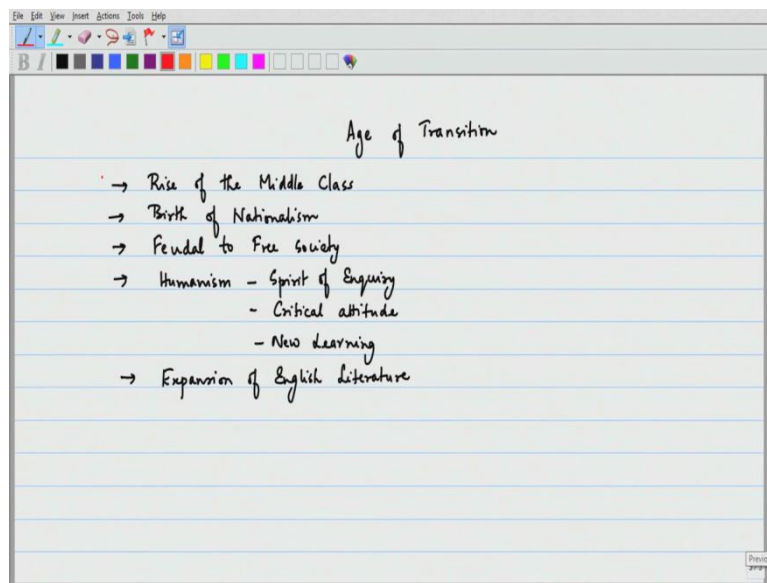 File Edit View Insert Actions Tools Help
B I
Age of Transition
→ Rise of the Middle Class
→ Birth of Nationalism
→ Feudal to Free society
→ Humanism - Spirit of Enquiry
- Critical attitude
- New Learning
→ Expansion of English Literature